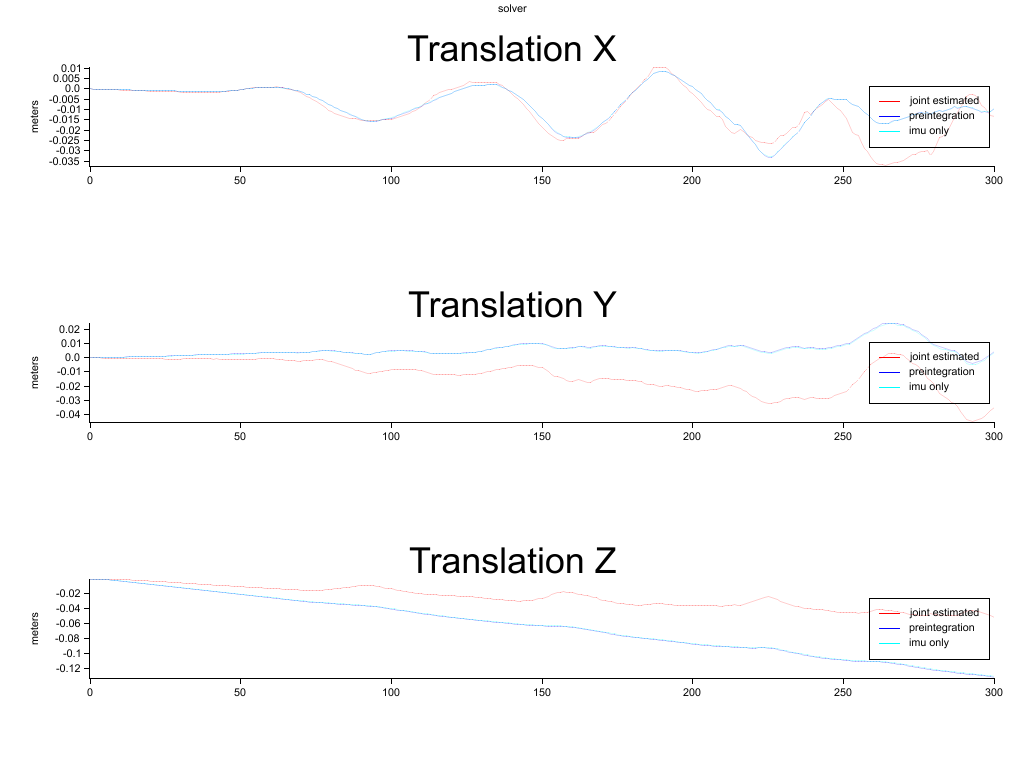 solver
Translation X
0.01
0.005
0.0
-0.005
-0.01
-0.015
-0.02
-0.025
-0.03
-0.035
meters
joint estimated
preintegration
imu only
0 50 100 150 200 250 300
Translation Y
0.02
0.01
0.0
-0.01
-0.02
-0.03
-0.04
meters
joint estimated
preintegration
imu only
0 50 100 150 200 250 300
Translation Z
-0.02
-0.04
-0.06
-0.08
-0.1
-0.12
meters
joint estimated
preintegration
imu only
0 50 100 150 200 250 300